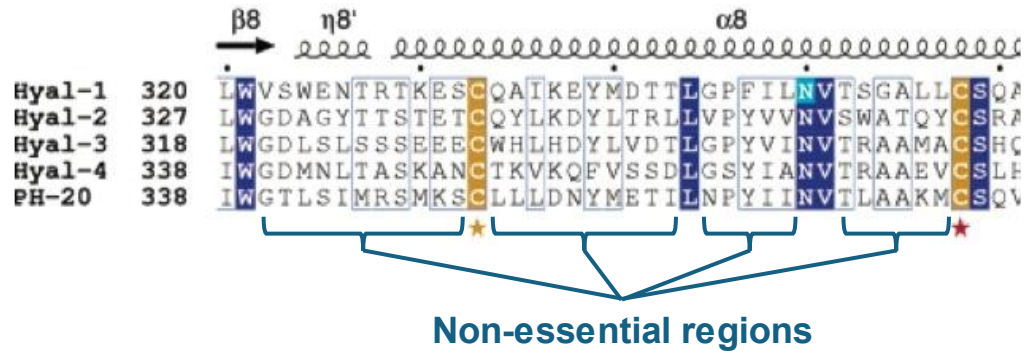 β8 η8' α8
Hyal-1 320 LWVSWENTRTKESCQAIKEYMDTTLGPFILNVTSGALLCSQA
Hyal-2 327 LWGDAGYTTSTETCQYLKDYLTRLLVPYVVNVSWATQYCSRA
Hyal-3 318 LWGDLSLSSSEEECWHLHDYLVDTLGPYVINVTRAAMACSHQ
Hyal-4 338 IWGDMNLTASKANCTKVKQFVSSDLGSYIANVTRAAEVCSLH
PH-20 338 IWGTLSIMRSMKSCLLLDNYMETILNPYIINVTLAAKMCSQV
Non-essential regions